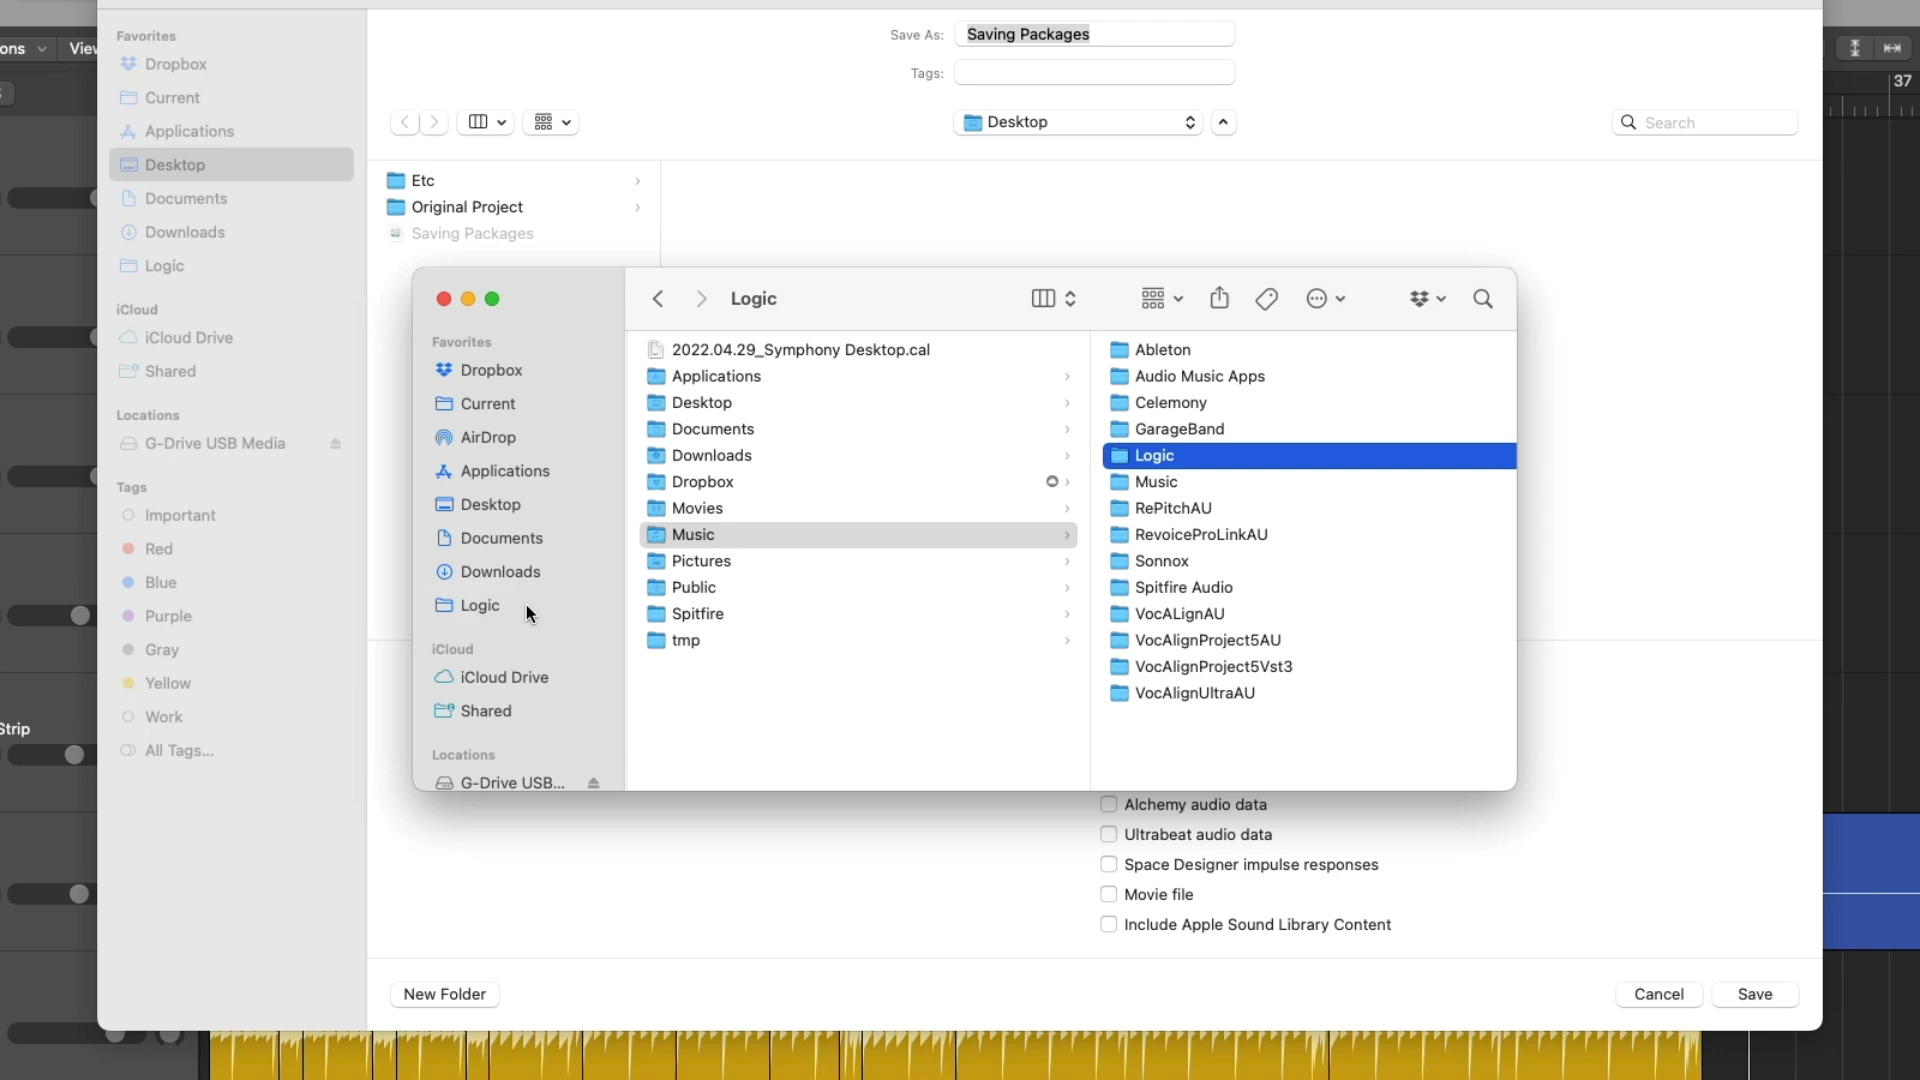 ons
View
37
Strip
Favorites
Dropbox
Current
Applications
Desktop
Documents
Downloads
Logic
iCloud
iCloud Drive
Shared
Locations
G-Drive USB Media
Tags
Important
Red
Blue
Purple
Gray
Yellow
Work
All Tags...
Save As: Saving Packages
Tags:
Desktop
Search
Etc
Original Project
Saving Packages
Logic
Favorites
Dropbox
Current
AirDrop
Applications
Desktop
Documents
Downloads
Logic
iCloud
iCloud Drive
Shared
Locations
G-Drive USB...
2022.04.29_Symphony Desktop.cal
Applications
Desktop
Documents
Downloads
Dropbox
Movies
Music
Pictures
Public
Spitfire
tmp
Ableton
Audio Music Apps
Celemony
GarageBand
Logic
Music
RePitchAU
RevoiceProLinkAU
Sonnox
Spitfire Audio
VocALignAU
VocAlignProject5AU
VocAlignProject5Vst3
VocAlignUltraAU
Alchemy audio data
Ultrabeat audio data
Space Designer impulse responses
Movie file
Include Apple Sound Library Content
New Folder
Cancel
Save